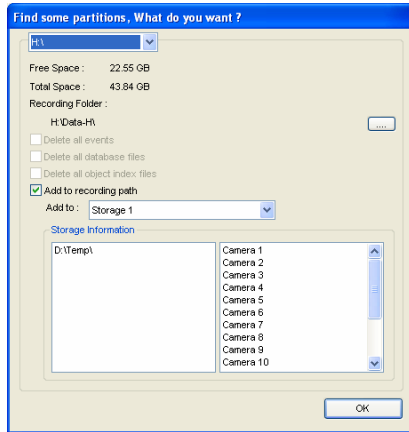 Find some partitions, What do you want ?
H:\
Free Space : 22.55 GB
Total Space : 43.84 GB
Recording Folder :
H:\Data-H\
....
Delete all events
Delete all database files
Delete all object index files
Add to recording path
Add to : Storage 1
Storage Information
D:\Temp\
Camera 1
Camera 2
Camera 3
Camera 4
Camera 5
Camera 6
Camera 7
Camera 8
Camera 9
Camera 10
OK